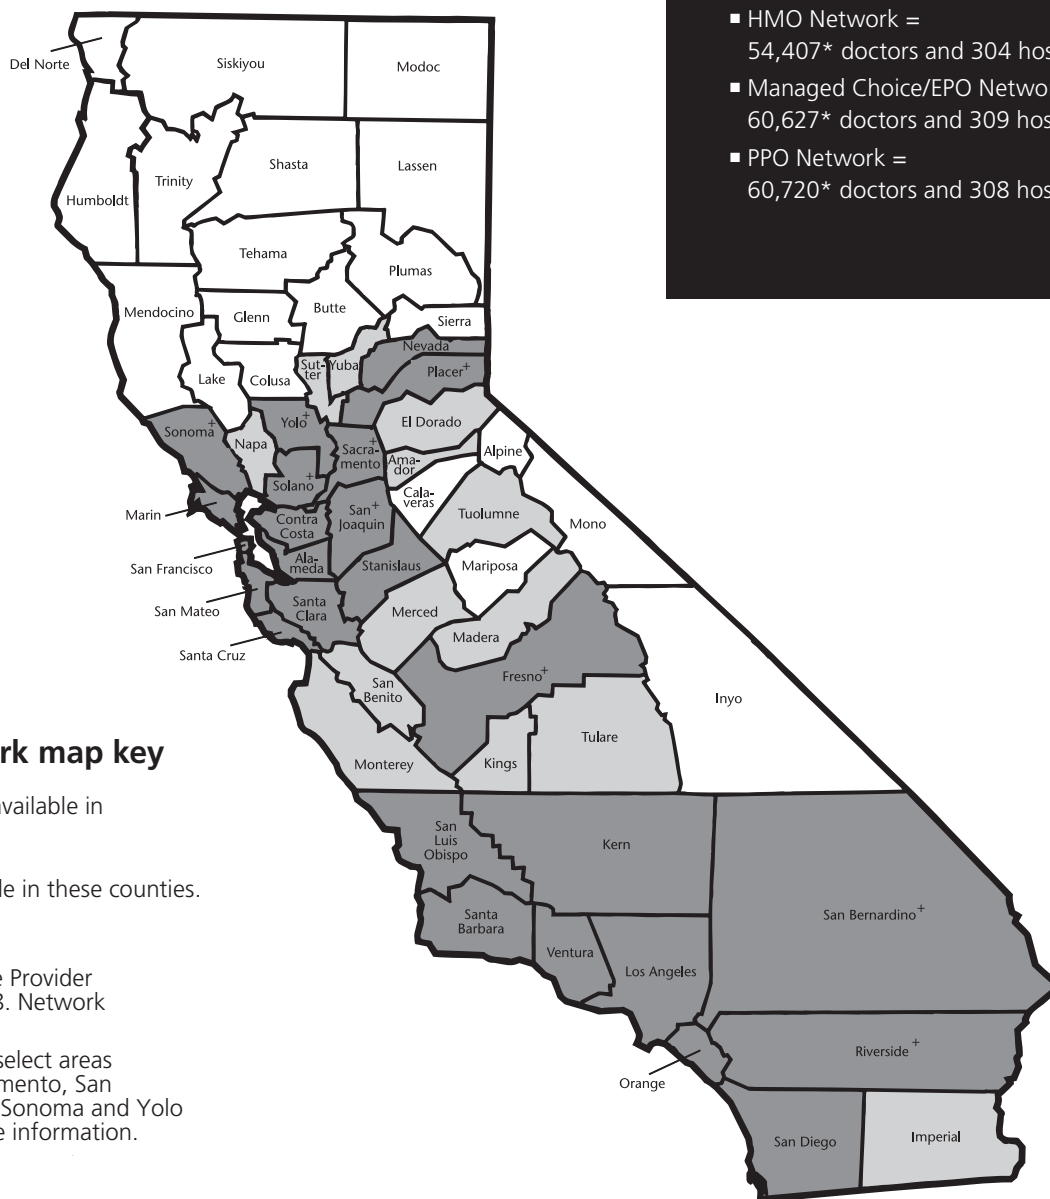 ■ HMO Network =
54,407* doctors and 304 hos
■ Managed Choice/EPO Netwo
60,627* doctors and 309 hos
■ PPO Network =
60,720* doctors and 308 hos
Del Norte
Siskiyou
Modoc
Humboldt
Trinity
Shasta
Lassen
Tehama
Plumas
Mendocino
Glenn
Butte
Sierra
Lake
Colusa
Sut-
ter
Yuba
Nevada
Placer+
Sonoma+
Napa
Yolo+
Sacra-
mento+
El Dorado
Ama-
dor
Alpine
Solano+
Cala-
veras
Marin
Contra
Costa
San+
Joaquin
Tuolumne
Mono
San Francisco
Ala-
meda
Stanislaus
Mariposa
San Mateo
Santa
Clara
Merced
Madera
Santa Cruz
San
Benito
Fresno+
Inyo
Monterey
Kings
Tulare
rk map key
available in
le in these counties.
e Provider
3. Network
select areas
mento, San
Sonoma and Yolo
e information.
San
Luis
Obispo
Kern
San Bernardino+
Santa
Barbara
Ventura
Los Angeles
Orange
Riverside+
San Diego
Imperial